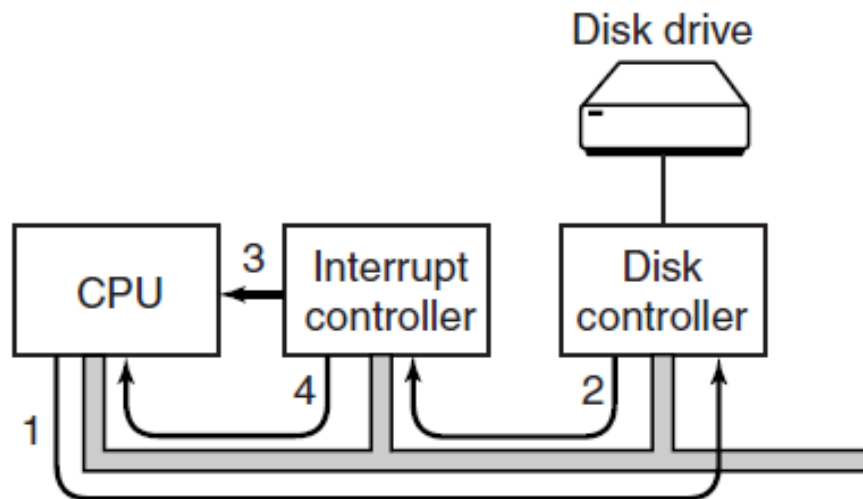 Disk drive
CPU
3
Interrupt
controller
Disk
controller
1
4
2